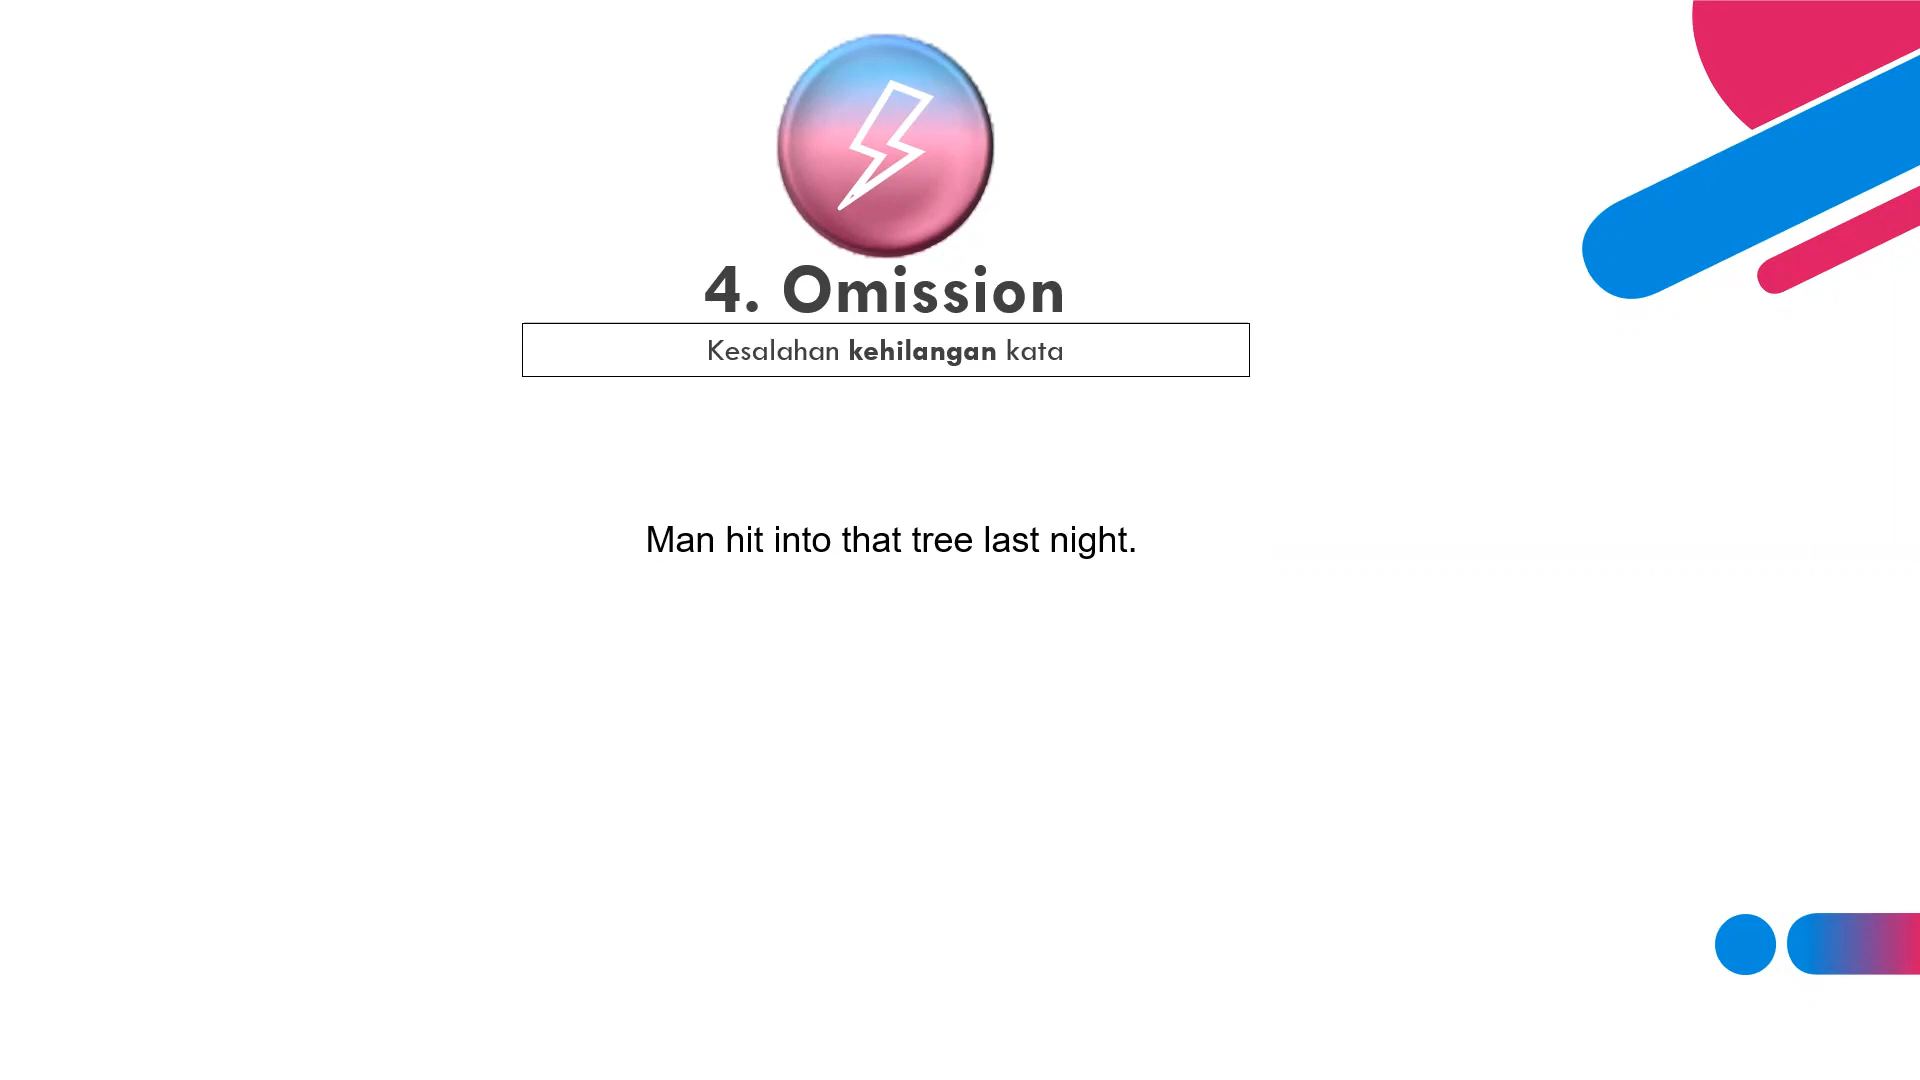 4. Omission
Kesalahan kehilangan kata
Man hit into that tree last night.